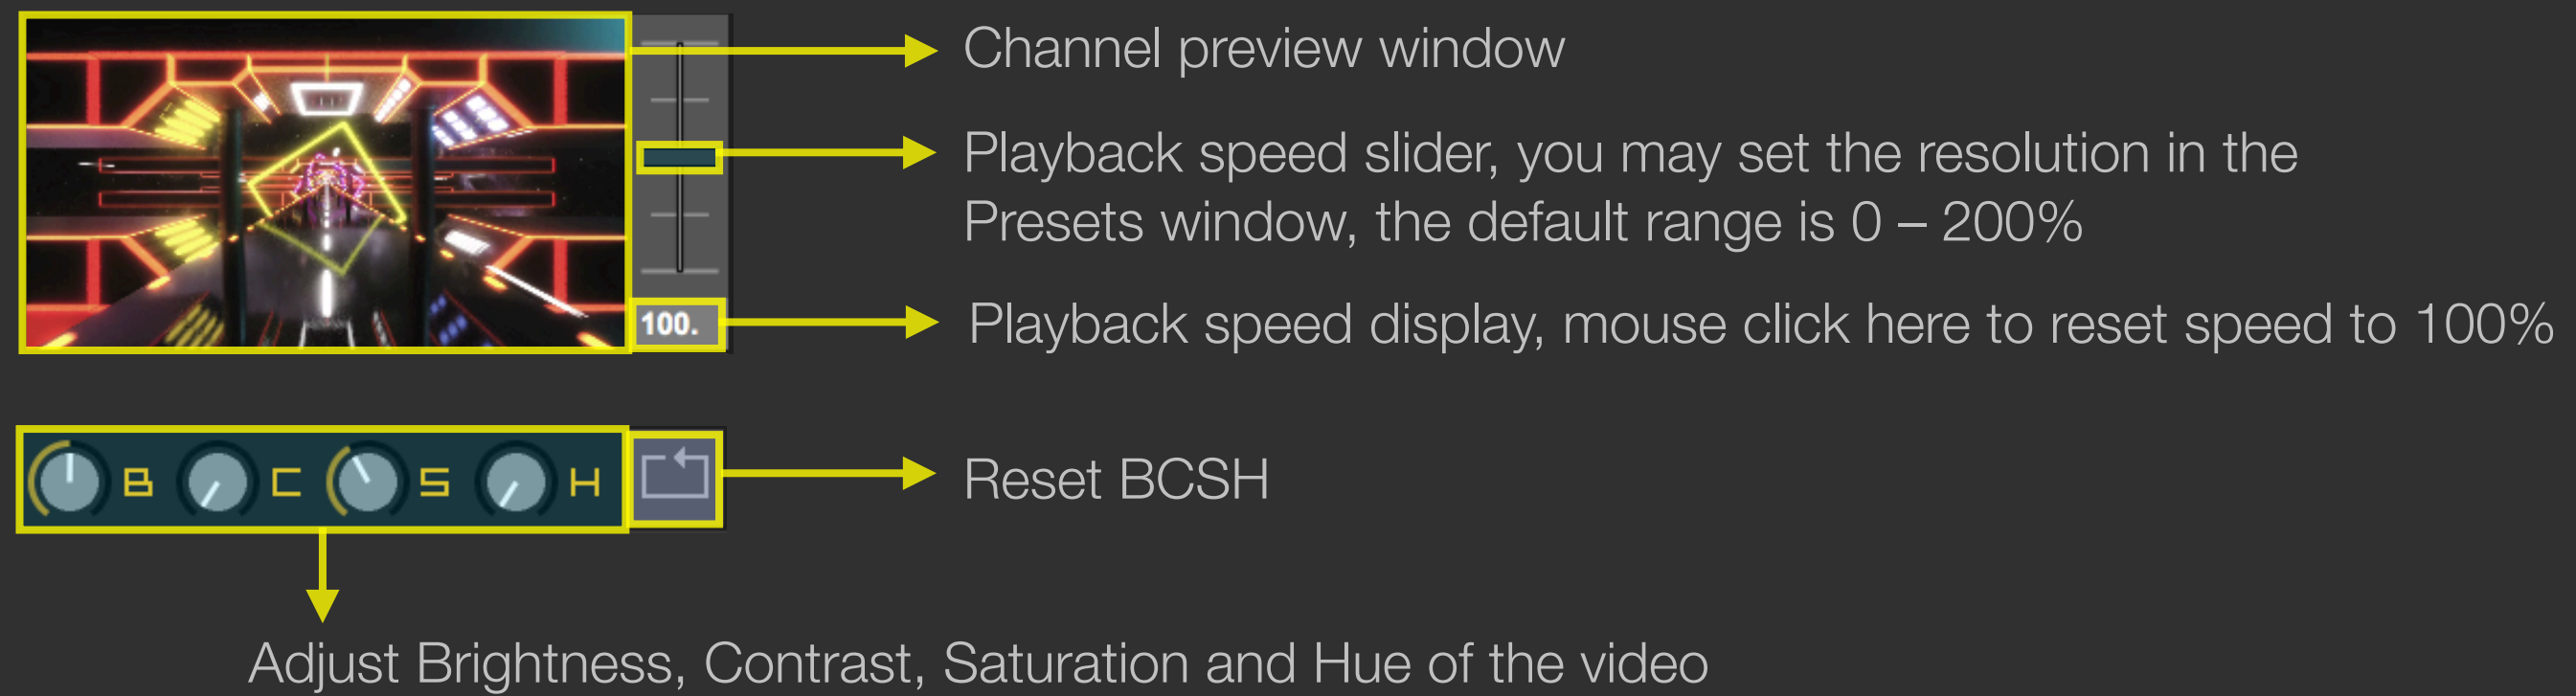 Channel preview window
Playback speed slider, you may set the resolution in the
Presets window, the default range is 0 – 200%
100.
Playback speed display, mouse click here to reset speed to 100%
B C S H
Reset BCSH
Adjust Brightness, Contrast, Saturation and Hue of the video